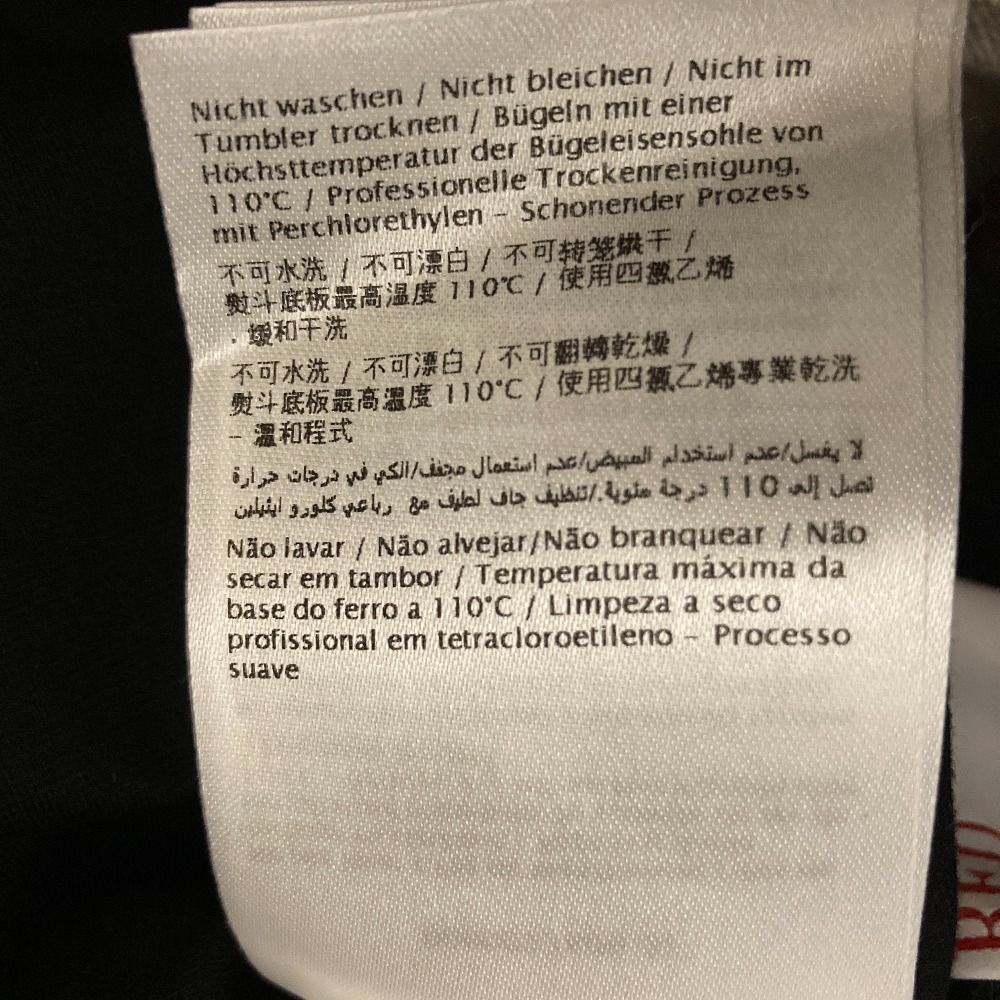 Nicht waschen / Nicht bleichen / Nicht im
Tumbler trocknen / Bügeln mit einer
Höchsttemperatur der Bügeleisensohle von
110°C / Professionelle Trockenreinigung,
mit Perchlorethylen – Schonender Prozess
不可水洗 / 不可漂白 / 不可转笼烘干 /
熨斗底板最高温度 110℃ / 使用四氯乙烯
. 缓和干洗
不可水洗 / 不可漂白 / 不可翻轉乾燥 /
熨斗底板最高溫度 110°C / 使用四氯乙烯專業乾洗
– 溫和程式
لا يغسل/عدم استخدام المبيض/عدم استعمال مجفف/الكي في درجات حرارة
تصل إلى 110 درجة مئوية./تنظيف جاف لطيف مع رباعي كلورو ايثيلين
Não lavar / Não alvejar/Não branquear / Não
secar em tambor / Temperatura máxima da
base do ferro a 110°C / Limpeza a seco
profissional em tetracloroetileno – Processo
suave
RED